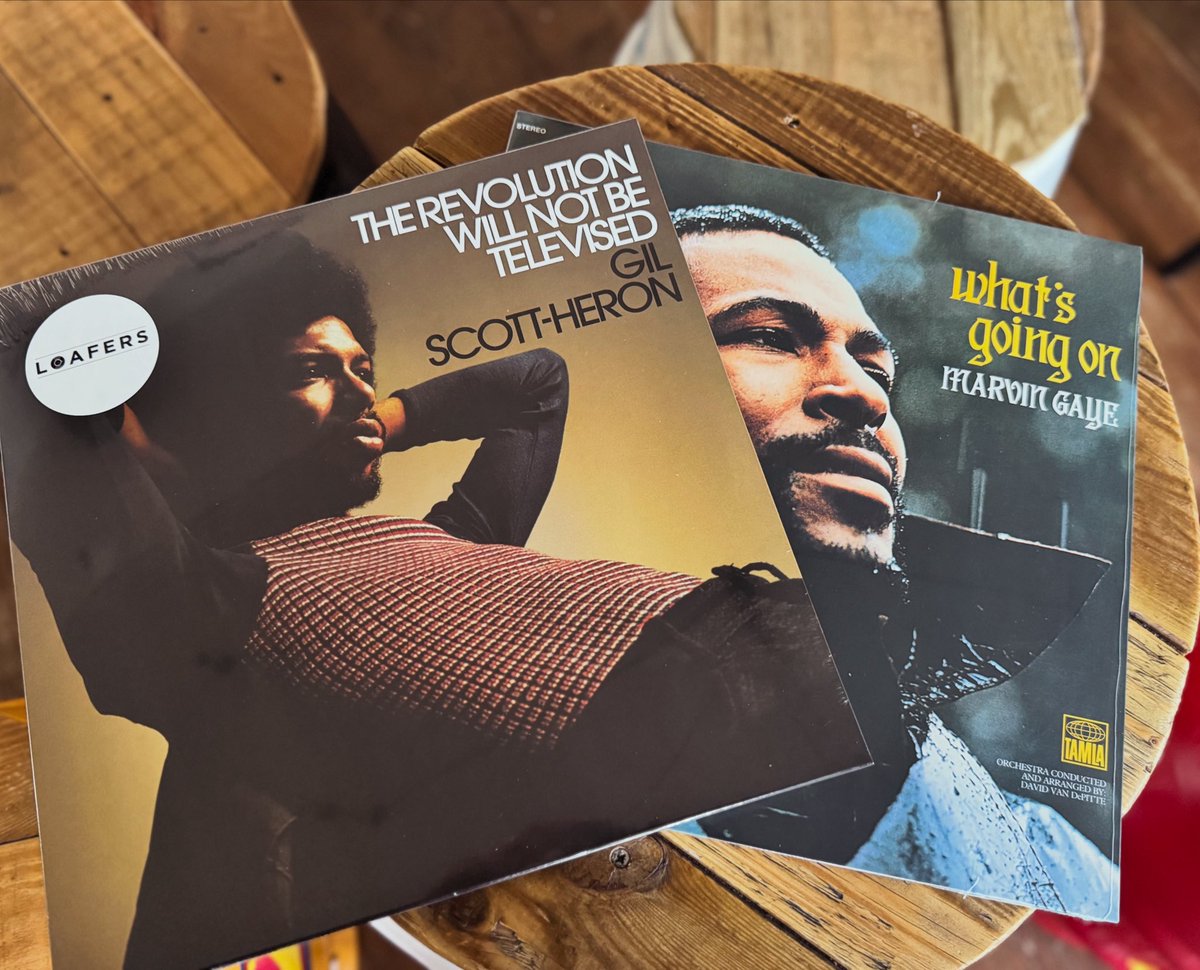 LOAFERS
THE REVOLUTION
WILL NOT BE
TELEVISED
GIL
SCOTT-HERON
STEREO
what's
going on
MARVIN GAYE
TAMLA
ORCHESTRA CONDUCTED
AND ARRANGED BY:
DAVID VAN DePITTE